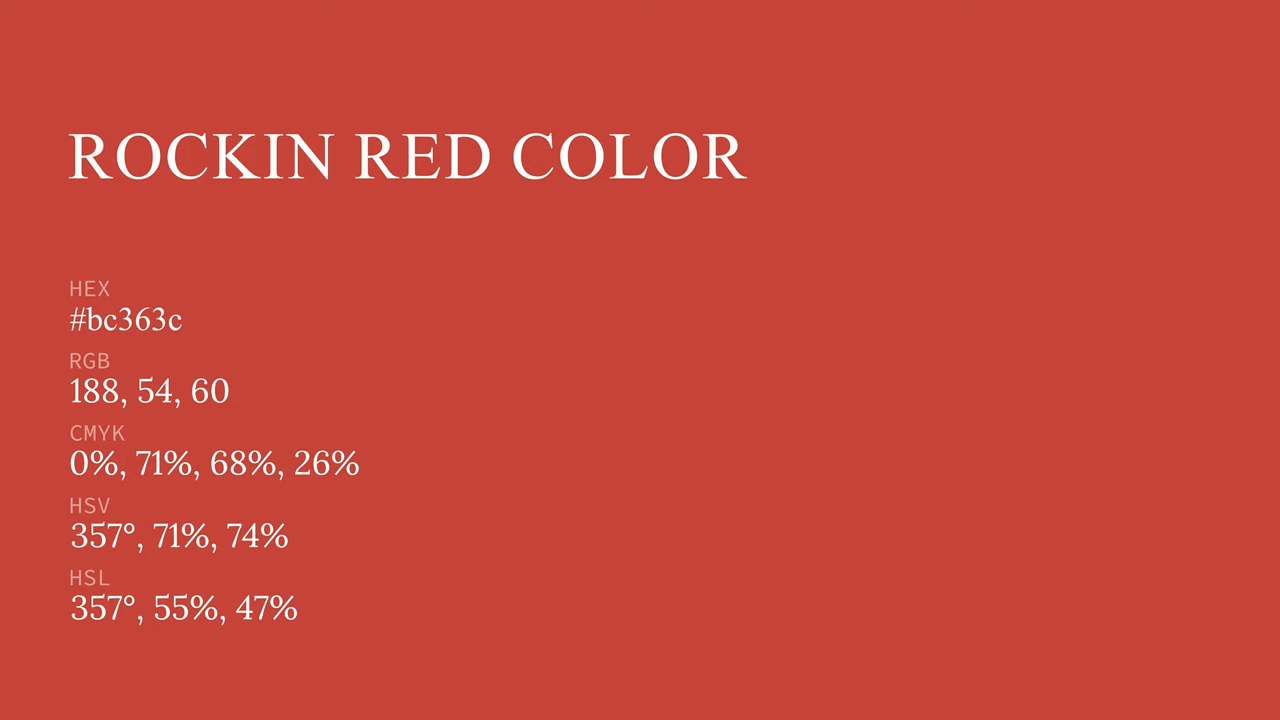 ROCKIN RED COLOR
HEX
#bc363c
RGB
188, 54, 60
CMYK
0%, 71%, 68%, 26%
HSV
357°, 71%, 74%
HSL
357°, 55%, 47%